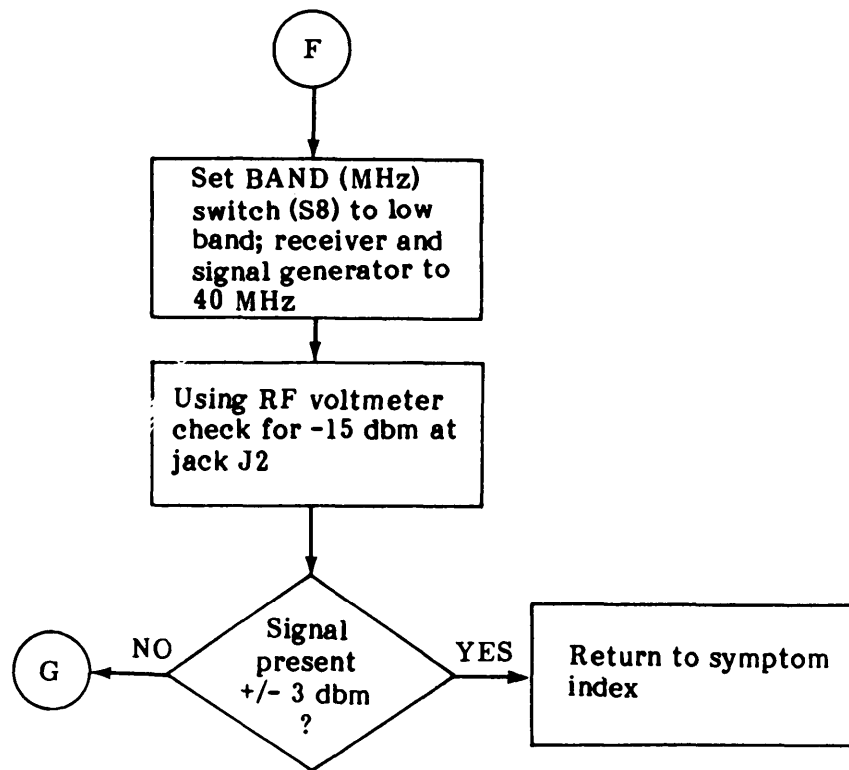 F
Set BAND (MHz)
switch (S8) to low
band; receiver and
signal generator to
40 MHz
Using RF voltmeter
check for -15 dbm at
jack J2
Signal
present
+/- 3 dbm
?
NO
G
YES
Return to symptom
index